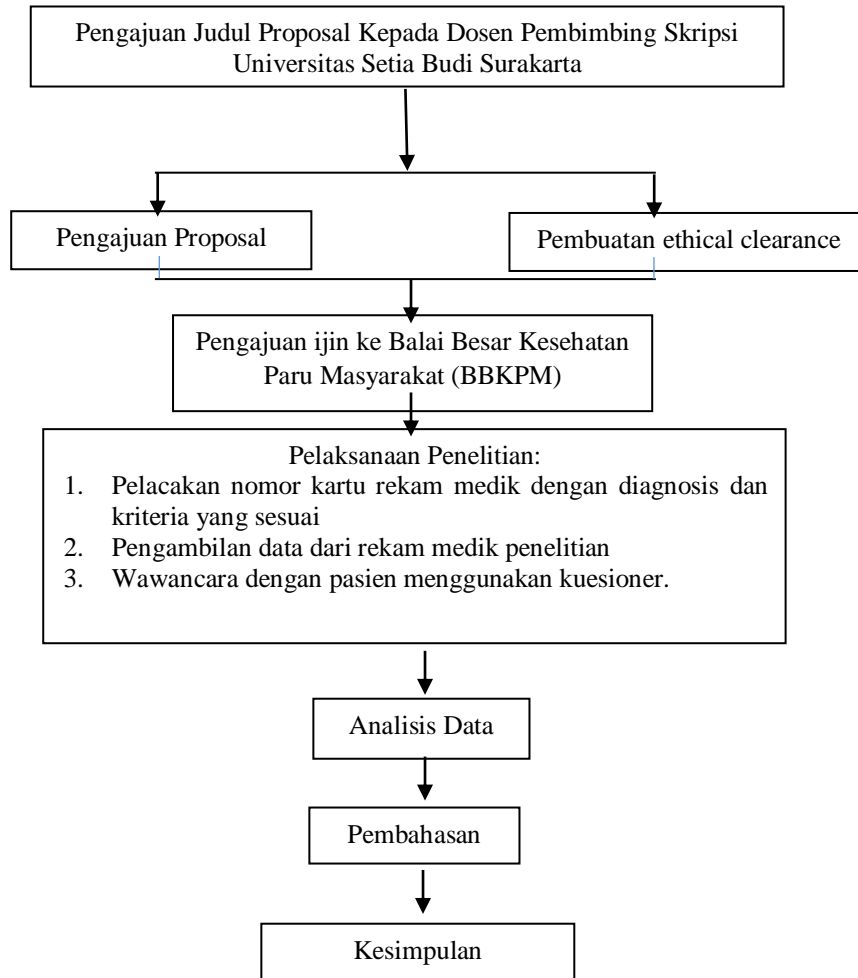 Pengajuan Judul Proposal Kepada Dosen Pembimbing Skripsi
Universitas Setia Budi Surakarta
Pengajuan Proposal
Pembuatan ethical clearance
Pengajuan ijin ke Balai Besar Kesehatan
Paru Masyarakat (BBKPM)
Pelaksanaan Penelitian:
1. Pelacakan nomor kartu rekam medik dengan diagnosis dan
kriteria yang sesuai
2. Pengambilan data dari rekam medik penelitian
3. Wawancara dengan pasien menggunakan kuesioner.
Analisis Data
Pembahasan
Kesimpulan